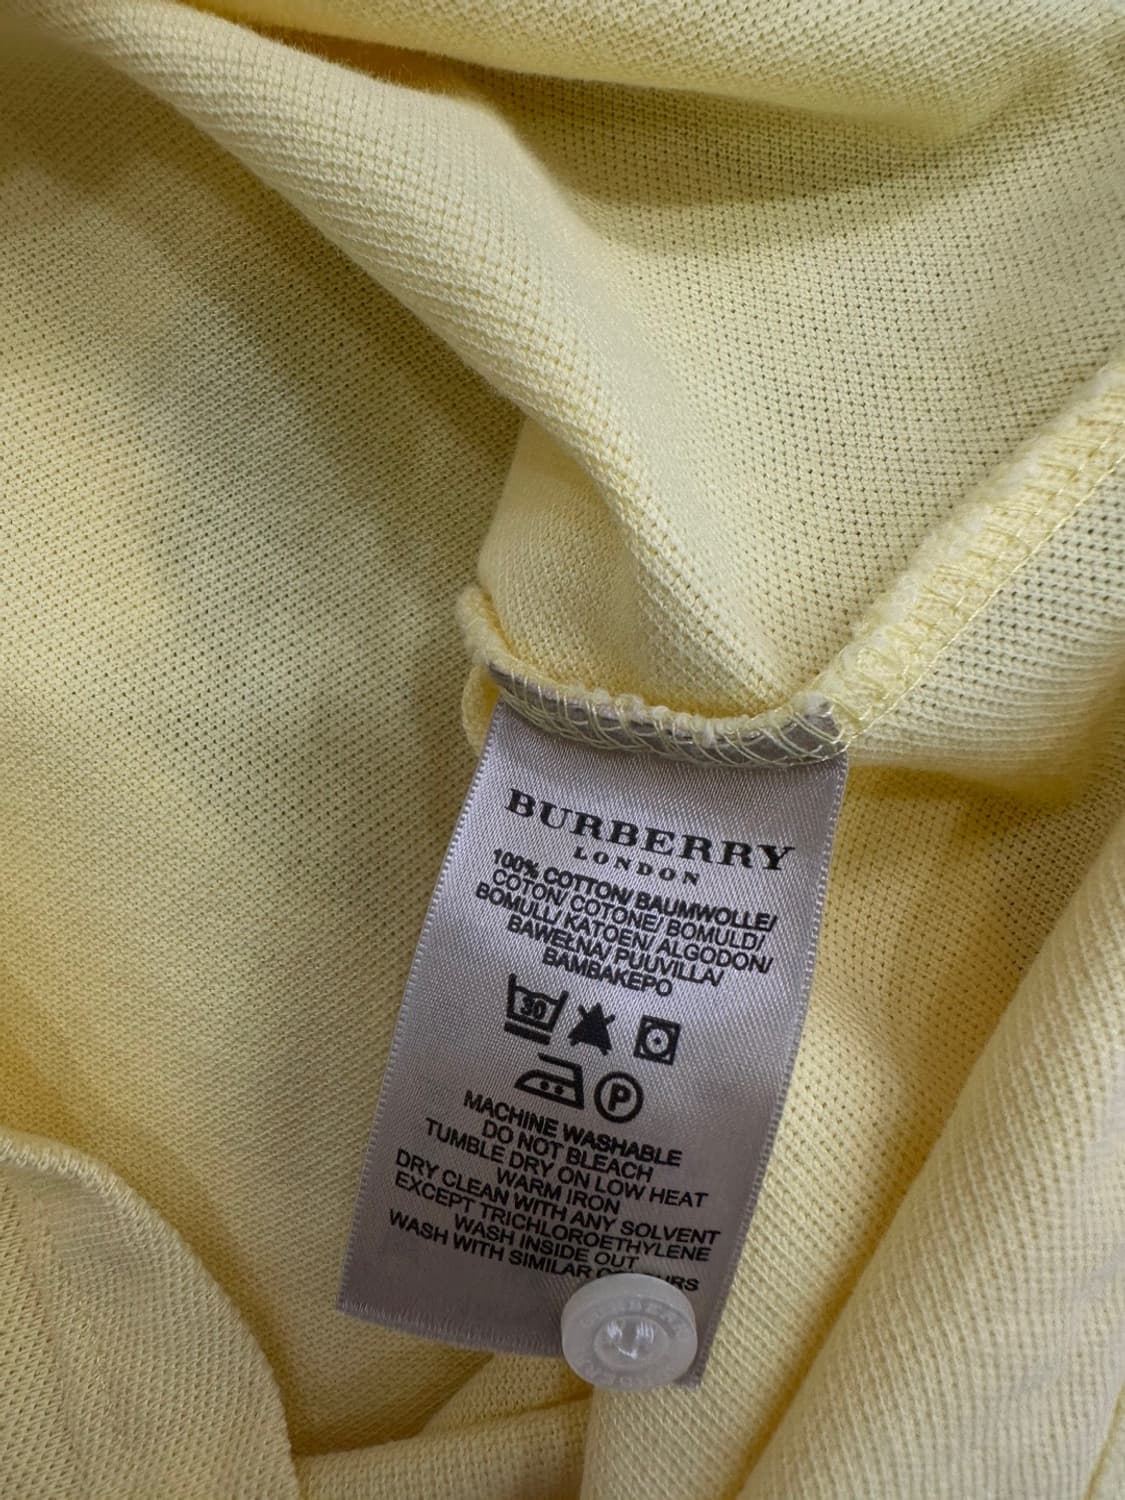 BURBERRY
LONDON
100% COTTON/ BAUMWOLLE/
COTON/ COTONE/ BOMULD/
BOMULL/ KATOEN/ ALGODON/
BAWEŁNA/ PUUVILLA/
BAMBAKEPO
30
P
MACHINE WASHABLE
DO NOT BLEACH
TUMBLE DRY ON LOW HEAT
WARM IRON
DRY CLEAN WITH ANY SOLVENT
EXCEPT TRICHLOROETHYLENE
WASH INSIDE OUT
WASH WITH SIMILAR